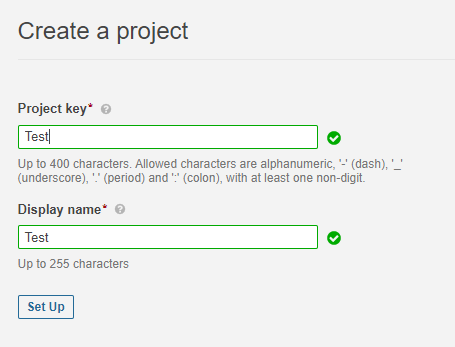 Create a project
Project key* ?
Test
Up to 400 characters. Allowed characters are alphanumeric, '-' (dash), '_'
(underscore), '.' (period) and ':' (colon), with at least one non-digit.
Display name* ?
Test
Up to 255 characters
Set Up